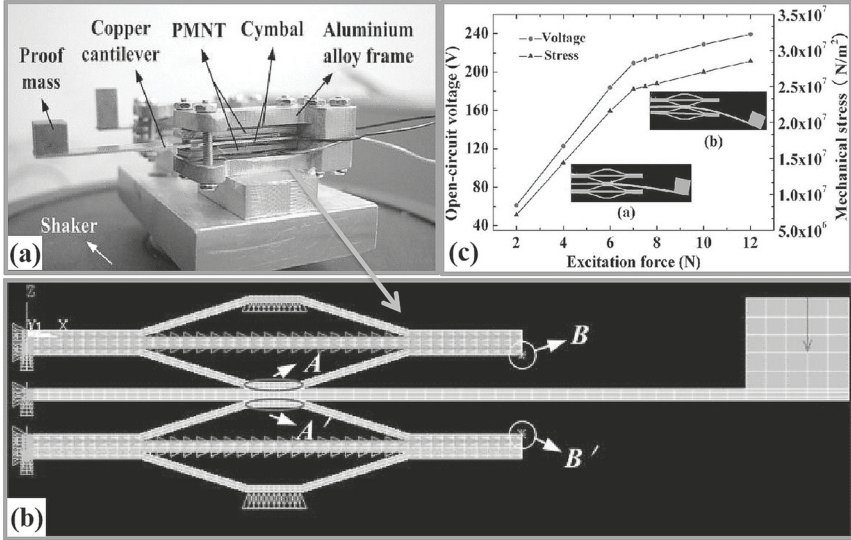 Copper
cantilever
PMNT
Cymbal
Aluminium
alloy frame
Proof
mass
Shaker
(a)
(c)
Open-circuit voltage (V)
240
200
160
120
80
40
Voltage
Stress
(b)
(a)
2 4 6 8 10 12
Excitation force (N)
3.5x10⁷
3.0x10⁷
2.5x10⁷
2.0x10⁷
1.5x10⁷
1.0x10⁷
5.0x10⁶
Mechanical stress ( N/m²)
Z
Y1 X
A
B
A'
B'
(b)